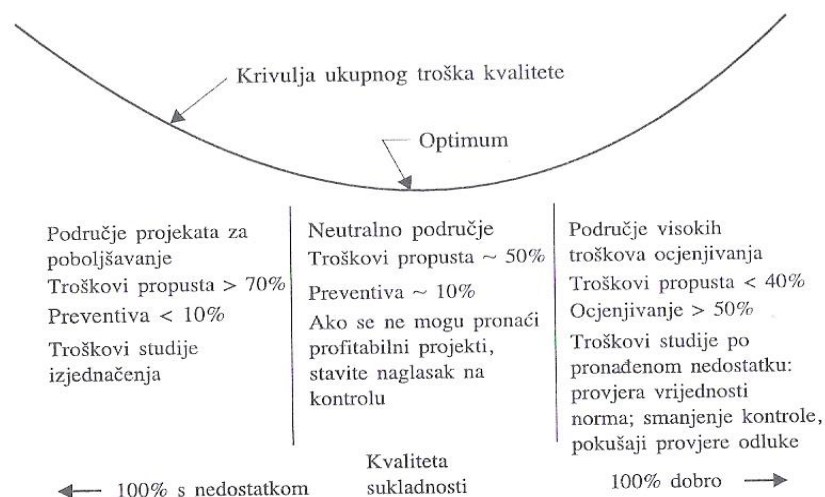 Krivulja ukupnog troška kvalitete
Optimum
Područje projekata za
poboljšavanje
Troškovi propusta > 70%
Preventiva < 10%
Troškovi studije
izjednačenja
Neutralno područje
Troškovi propusta ~ 50%
Preventiva ~ 10%
Ako se ne mogu pronaći
profitabilni projekti,
stavite naglasak na
kontrolu
Područje visokih
troškova ocjenjivanja
Troškovi propusta < 40%
Ocjenjivanje > 50%
Troškovi studije po
pronađenom nedostatku:
provjera vrijednosti
norma; smanjenje kontrole,
pokušaji provjere odluke
100% s nedostatkom
Kvaliteta
sukladnosti
100% dobro